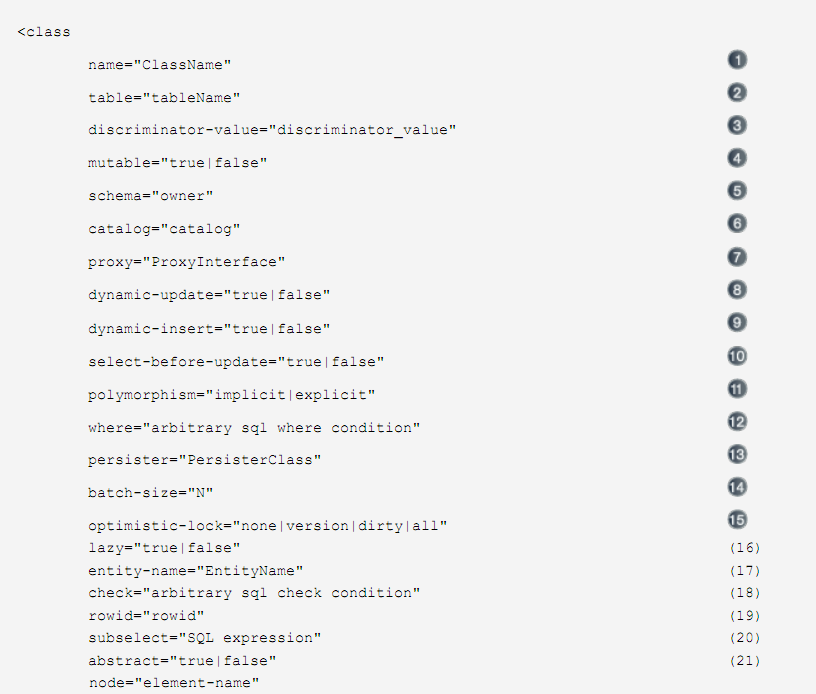 <class
name="ClassName" 1
table="tableName" 2
discriminator-value="discriminator_value" 3
mutable="true|false" 4
schema="owner" 5
catalog="catalog" 6
proxy="ProxyInterface" 7
dynamic-update="true|false" 8
dynamic-insert="true|false" 9
select-before-update="true|false" 10
polymorphism="implicit|explicit" 11
where="arbitrary sql where condition" 12
persister="PersisterClass" 13
batch-size="N" 14
optimistic-lock="none|version|dirty|all" 15
lazy="true|false" (16)
entity-name="EntityName" (17)
check="arbitrary sql check condition" (18)
rowid="rowid" (19)
subselect="SQL expression" (20)
abstract="true|false" (21)
node="element-name"